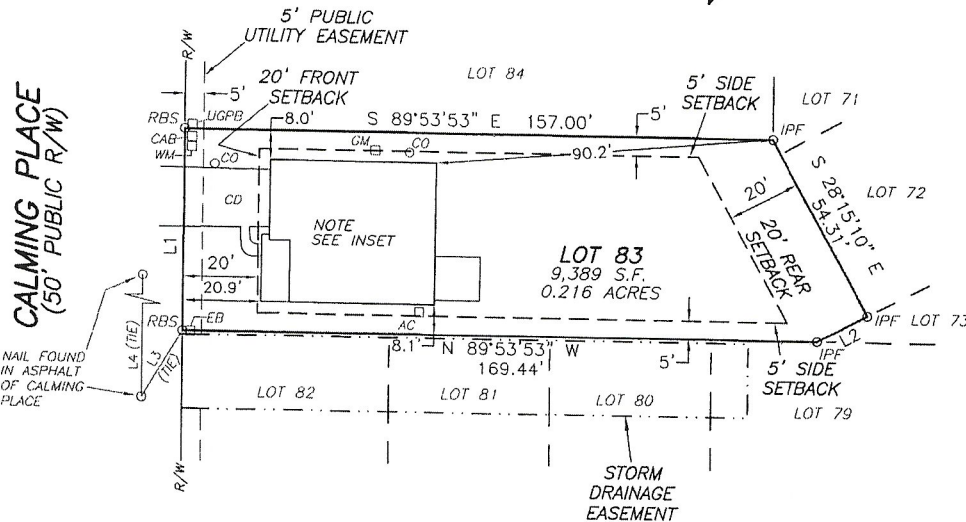 5' PUBLIC
UTILITY EASEMENT
R/W
CALMING PLACE
(50' PUBLIC R/W)
20' FRONT
SETBACK
5'
LOT 84
5' SIDE
SETBACK
LOT 71
RBS
UGPB
8.0'
S 89°53'53" E 157.00'
5'
IPF
CAB
WM
CO
GM
CO
90.2'
S 28°15'10" E
54.31'
LOT 72
CD
NOTE
SEE INSET
20'
20' REAR
SETBACK
L1
LOT 83
9,389 S.F.
0.216 ACRES
20'
20.9'
RBS
EB
AC
IPF
LOT 73
L2
NAIL FOUND
IN ASPHALT
OF CALMING
PLACE
L4 (TIE)
L3
(TIE)
8.1'
N 89°53'53" W
169.44'
5'
IPF
5' SIDE
SETBACK
LOT 82
LOT 81
LOT 80
LOT 79
R/W
STORM
DRAINAGE
EASEMENT